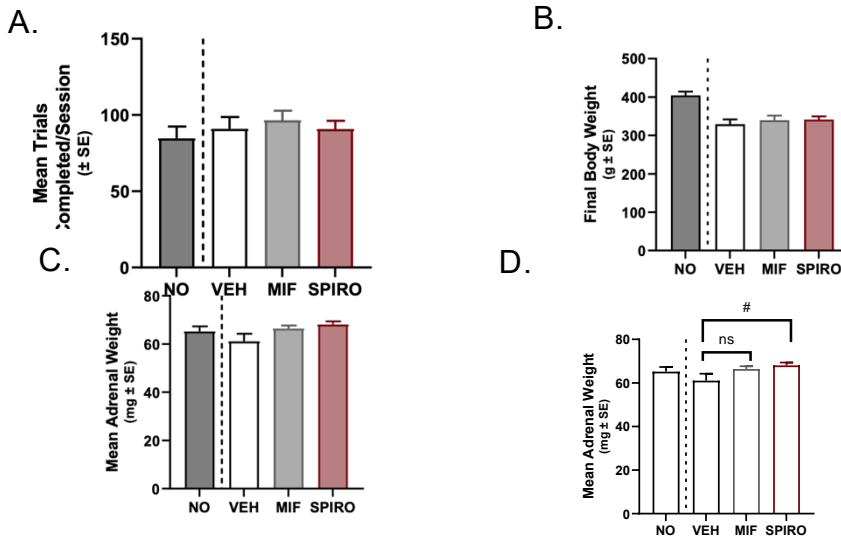 A.
150
100
50
0
Mean Trials
Completed/Session
(± SE)
NO VEH MIF SPIRO
B.
500
400
300
200
100
0
Final Body Weight
(g ± SE)
NO VEH MIF SPIRO
C.
80
60
40
20
0
Mean Adrenal Weight
(mg ± SE)
NO VEH MIF SPIRO
D.
#
ns
80
60
40
20
0
Mean Adrenal Weight
(mg ± SE)
NO VEH MIF SPIRO